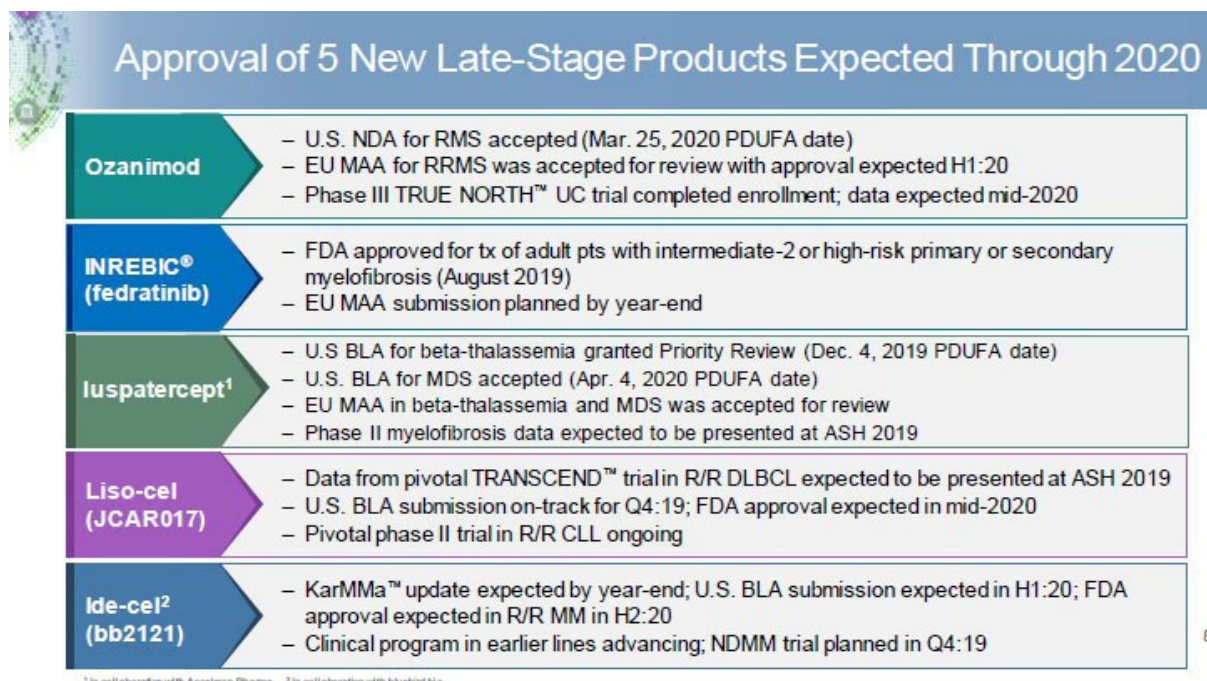 Approval of 5 New Late-Stage Products Expected Through 2020
Ozanimod
– U.S. NDA for RMS accepted (Mar. 25, 2020 PDUFA date)
– EU MAA for RRMS was accepted for review with approval expected H1:20
– Phase III TRUE NORTH™ UC trial completed enrollment; data expected mid-2020
INREBIC®
(fedratinib)
– FDA approved for tx of adult pts with intermediate-2 or high-risk primary or secondary
myelofibrosis (August 2019)
– EU MAA submission planned by year-end
luspatercept¹
– U.S BLA for beta-thalassemia granted Priority Review (Dec. 4, 2019 PDUFA date)
– U.S. BLA for MDS accepted (Apr. 4, 2020 PDUFA date)
– EU MAA in beta-thalassemia and MDS was accepted for review
– Phase II myelofibrosis data expected to be presented at ASH 2019
Liso-cel
(JCAR017)
– Data from pivotal TRANSCEND™ trial in R/R DLBCL expected to be presented at ASH 2019
– U.S. BLA submission on-track for Q4:19; FDA approval expected in mid-2020
– Pivotal phase II trial in R/R CLL ongoing
Ide-cel²
(bb2121)
– KarMMa™ update expected by year-end; U.S. BLA submission expected in H1:20; FDA
approval expected in R/R MM in H2:20
– Clinical program in earlier lines advancing; NDMM trial planned in Q4:19